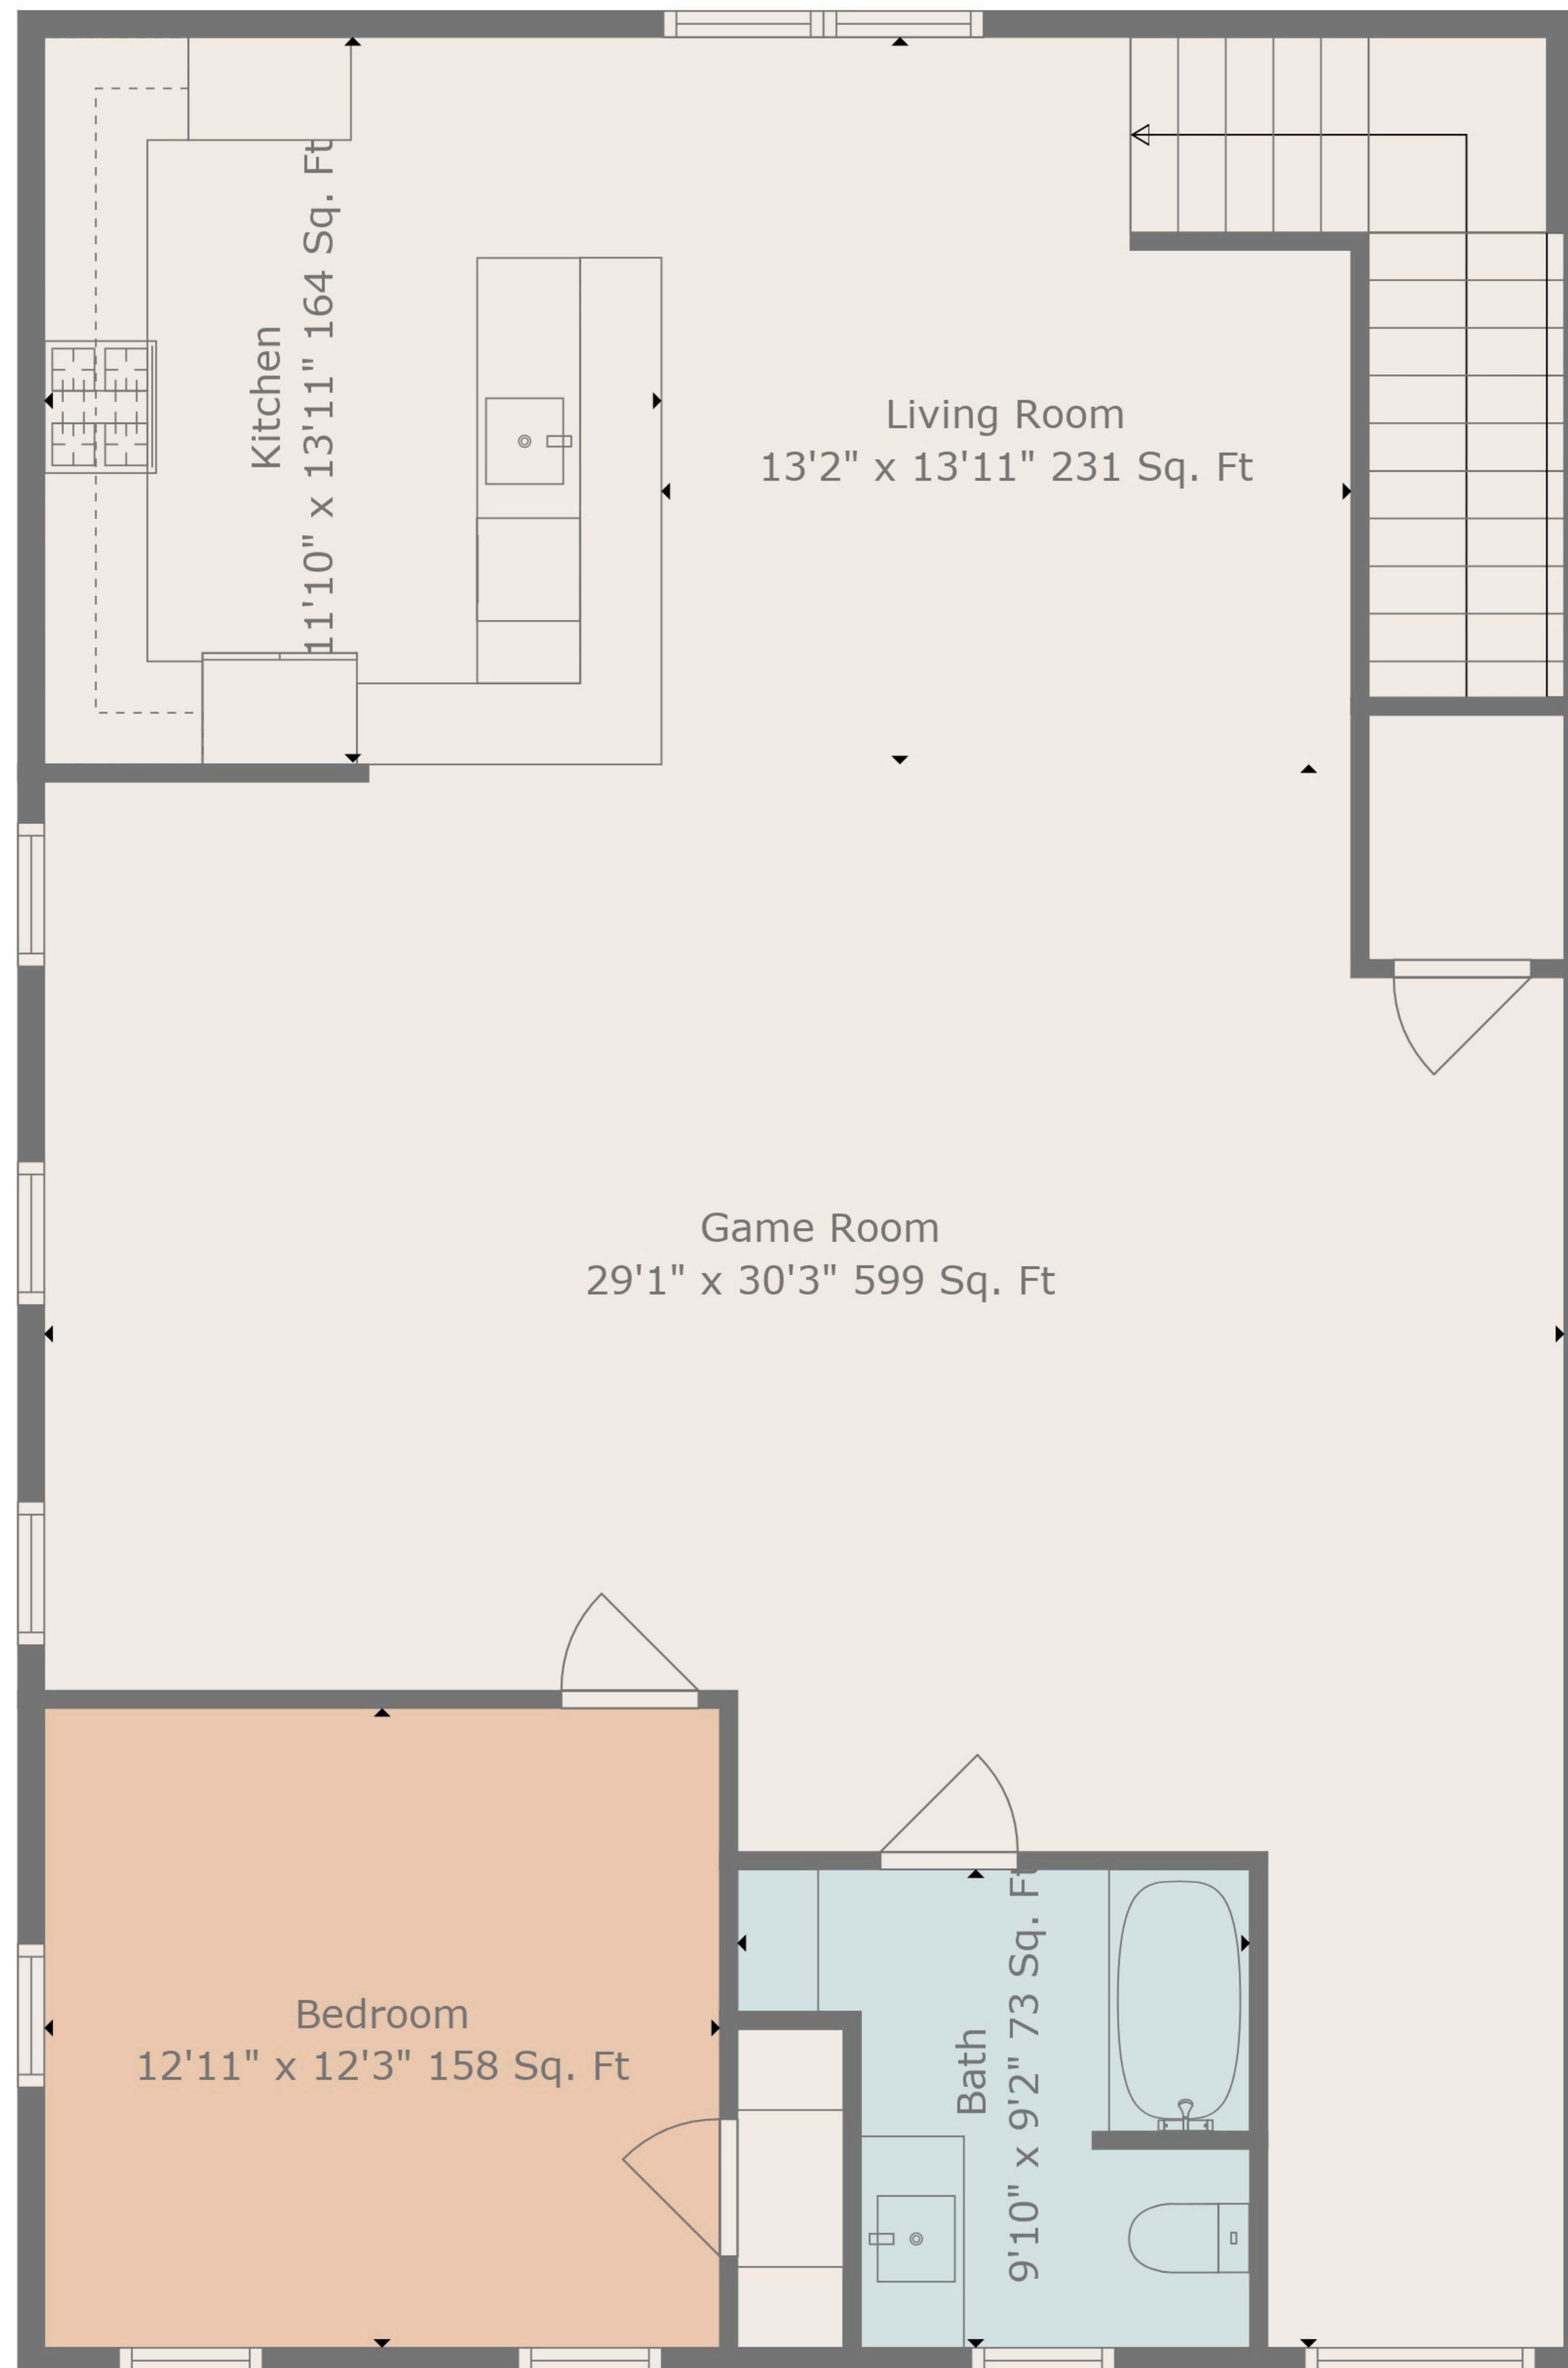 Kitchen
11'10" x 13'11" 164 Sq. Ft
Living Room
13'2" x 13'11" 231 Sq. Ft
Game Room
29'1" x 30'3" 599 Sq. Ft
Bedroom
12'11" x 12'3" 158 Sq. Ft
Bath
9'10" x 9'2" 73 Sq. Ft